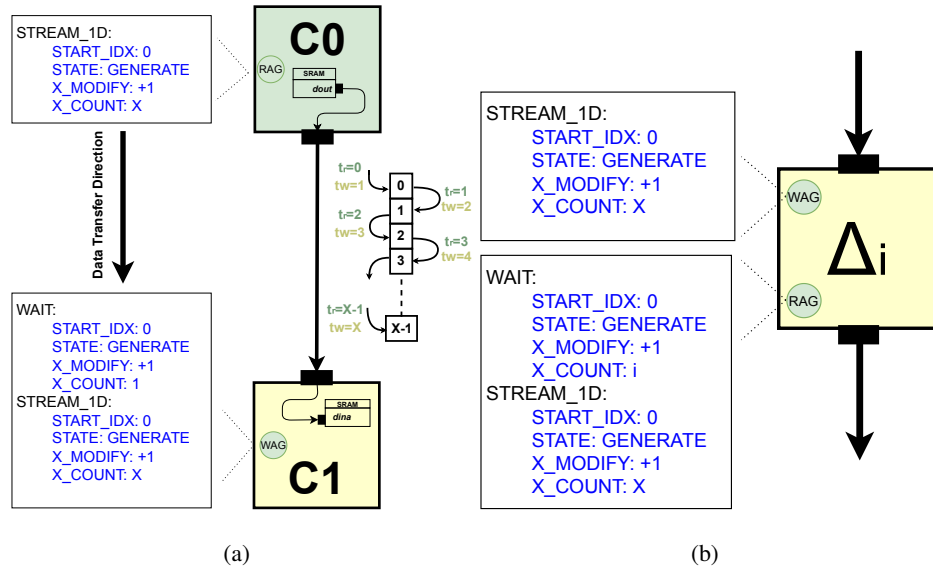 STREAM_1D:
START_IDX: 0
STATE: GENERATE
X_MODIFY: +1
X_COUNT: X
Data Transfer Direction
WAIT:
START_IDX: 0
STATE: GENERATE
X_MODIFY: +1
X_COUNT: 1
STREAM_1D:
START_IDX: 0
STATE: GENERATE
X_MODIFY: +1
X_COUNT: X
C0
RAG
SRAM
dout
tr=0
tw=1
tr=1
tw=2
tr=2
tw=3
tr=3
tw=4
tr=X-1
tw=X
0
1
2
3
X-1
SRAM
dina
WAG
C1
(a)
STREAM_1D:
START_IDX: 0
STATE: GENERATE
X_MODIFY: +1
X_COUNT: X
WAIT:
START_IDX: 0
STATE: GENERATE
X_MODIFY: +1
X_COUNT: i
STREAM_1D:
START_IDX: 0
STATE: GENERATE
X_MODIFY: +1
X_COUNT: X
WAG
Δi
RAG
(b)